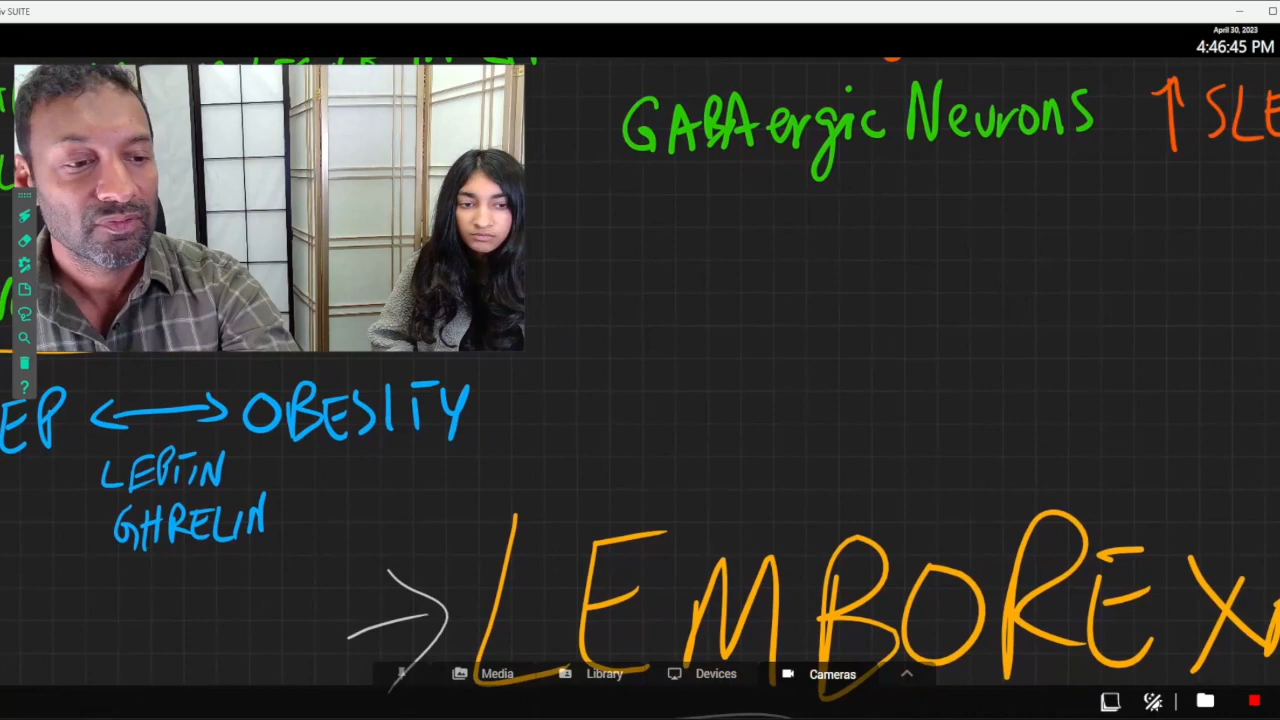 iv SUITE
April 30, 2023
4:46:45 PM
GABAergic Neurons ↑ SLE
EP ⟷ OBESITY
LEPTIN
GHRELIN
→ LEMBOREX
Media Library Devices Cameras